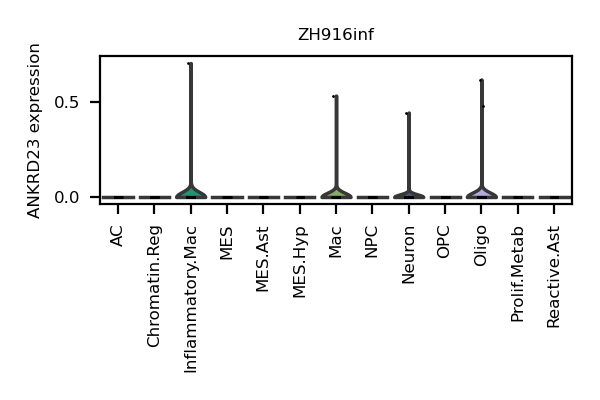 ZH916inf
ANKRD23 expression
0.5
0.0
AC
Chromatin.Reg
Inflammatory.Mac
MES
MES.Ast
MES.Hyp
Mac
NPC
Neuron
OPC
Oligo
Prolif.Metab
Reactive.Ast